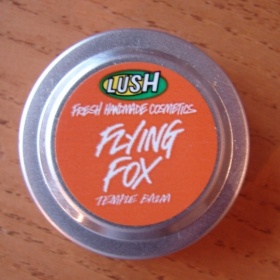 LUSH
FRESH HANDMADE COSMETICS
FLYING
FOX
TEMPLE BALM